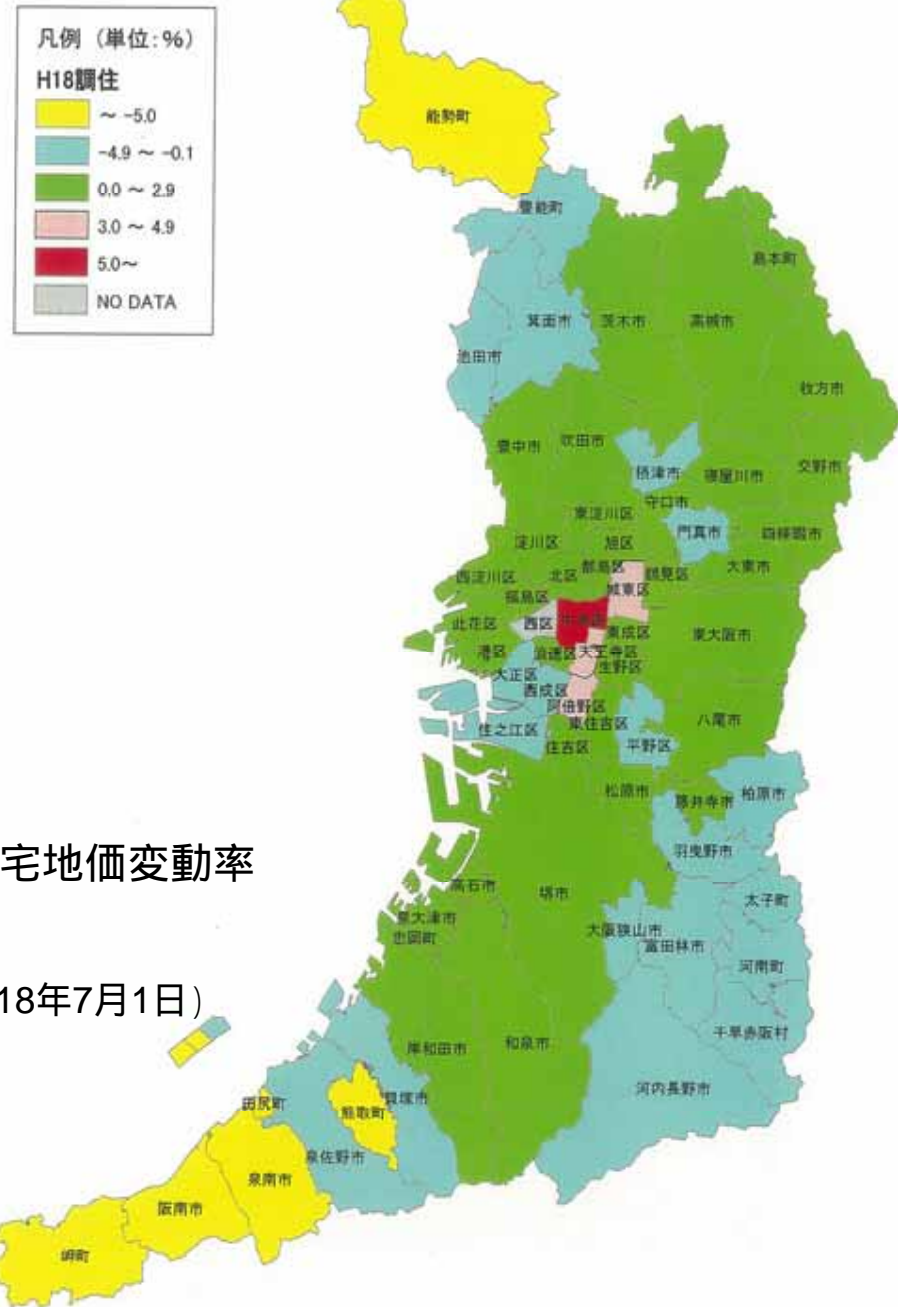 凡例 (単位:%)
H18調住
～ -5.0
-4.9 ～ -0.1
0.0 ～ 2.9
3.0 ～ 4.9
5.0～
NO DATA
能勢町
豊能町
島本町
箕面市
茨木市
高槻市
池田市
枚方市
豊中市
吹田市
摂津市
寝屋川市
交野市
守口市
東淀川区
門真市
四條畷市
淀川区
旭区
大東市
都島区
鶴見区
西淀川区
北区
城東区
福島区
此花区
西区
中央区
東成区
東大阪市
港区
浪速区
天王寺区
生野区
大正区
西成区
阿倍野区
八尾市
住之江区
東住吉区
住吉区
平野区
松原市
藤井寺市
柏原市
羽曳野市
宅地価変動率
高石市
堺市
太子町
泉大津市
忠岡町
大阪狭山市
富田林市
河南町
18年7月1日）
千早赤阪村
岸和田市
和泉市
河内長野市
田尻町
熊取町
貝塚市
泉佐野市
泉南市
阪南市
岬町